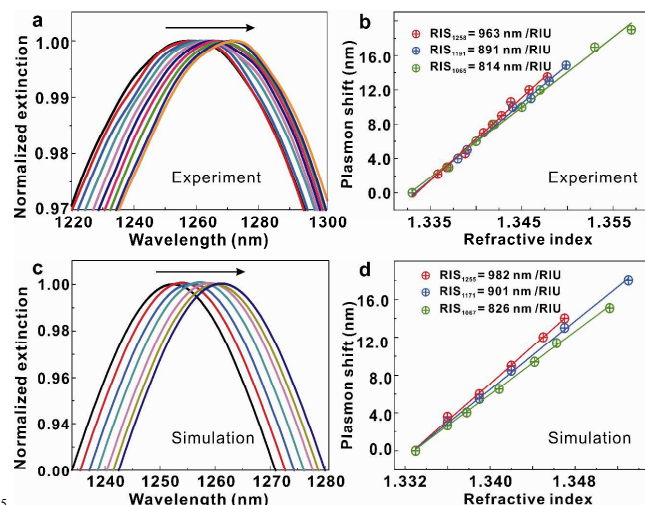 a
1.00
0.99
0.98
0.97
Normalized extinction
Experiment
1220 1240 1260 1280 1300
Wavelength (nm)
b
RIS1258 = 963 nm /RIU
RIS1191 = 891 nm /RIU
RIS1065 = 814 nm /RIU
20
16.0
12.0
8.0
4.0
0.0
Plasmon shift (nm)
Experiment
1.335 1.345 1.355
Refractive index
c
1.00
0.98
0.96
0.94
0.00
Normalized extinction
Simulation
1240 1250 1260 1270 1280
Wavelength (nm)
d
RIS1255 = 982 nm /RIU
RIS1171 = 901 nm /RIU
RIS1067 = 826 nm /RIU
16.0
12.0
8.0
4.0
0.0
Plasmon shift (nm)
Simulation
1.332 1.340 1.348
Refractive index
5